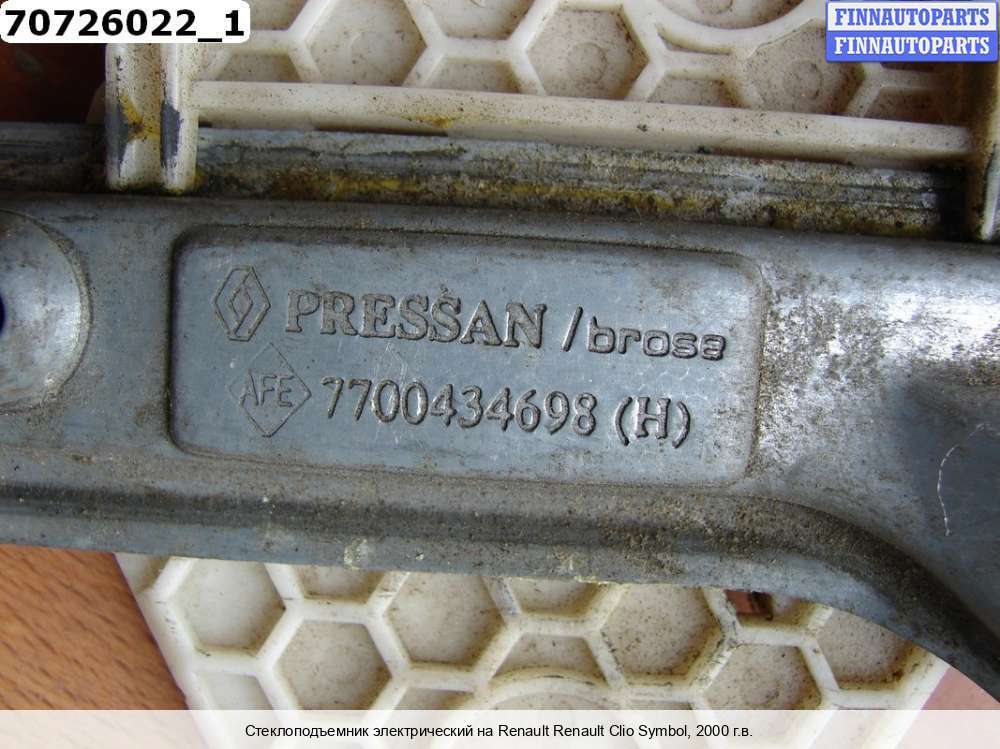 70726022_1
FINNAUTOPARTS
FINNAUTOPARTS
PRESSAN /brose
AFE 7700434698 (H)
Стеклоподъемник электрический на Renault Renault Clio Symbol, 2000 г.в.